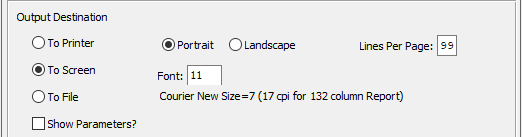 Output Destination
To Printer
Portrait Landscape Lines Per Page: 99
To Screen
Font: 11
To File
Courier New Size=7 (17 cpi for 132 column Report)
Show Parameters?